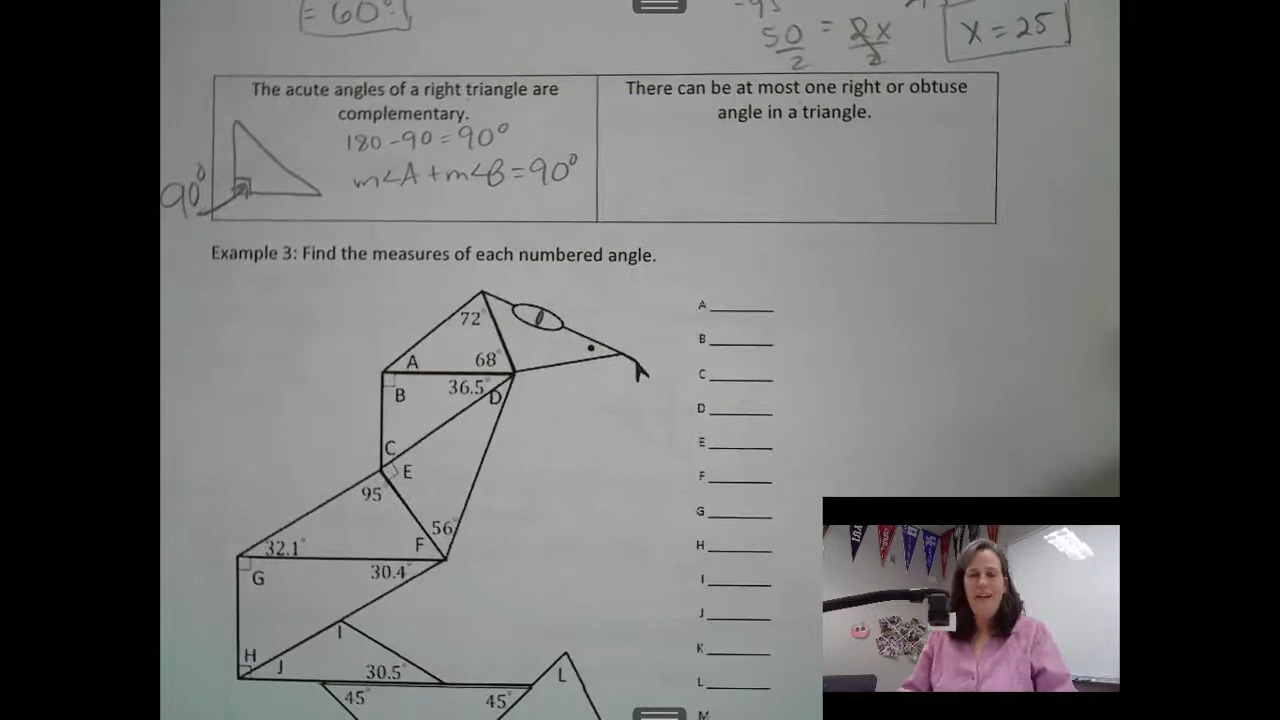 = 60°
-95
50/2 = 2x/2
x = 25
The acute angles of a right triangle are
complementary.
180 - 90 = 90°
m∠A + m∠B = 90°
90°
There can be at most one right or obtuse
angle in a triangle.
Example 3: Find the measures of each numbered angle.
72°
A
68°
B
36.5°
D
C
E
95°
56°
32.1°
F
G
30.4°
H
I
J
30.5°
45°
45°
L
A
B
C
D
E
F
G
H
I
J
K
L
M